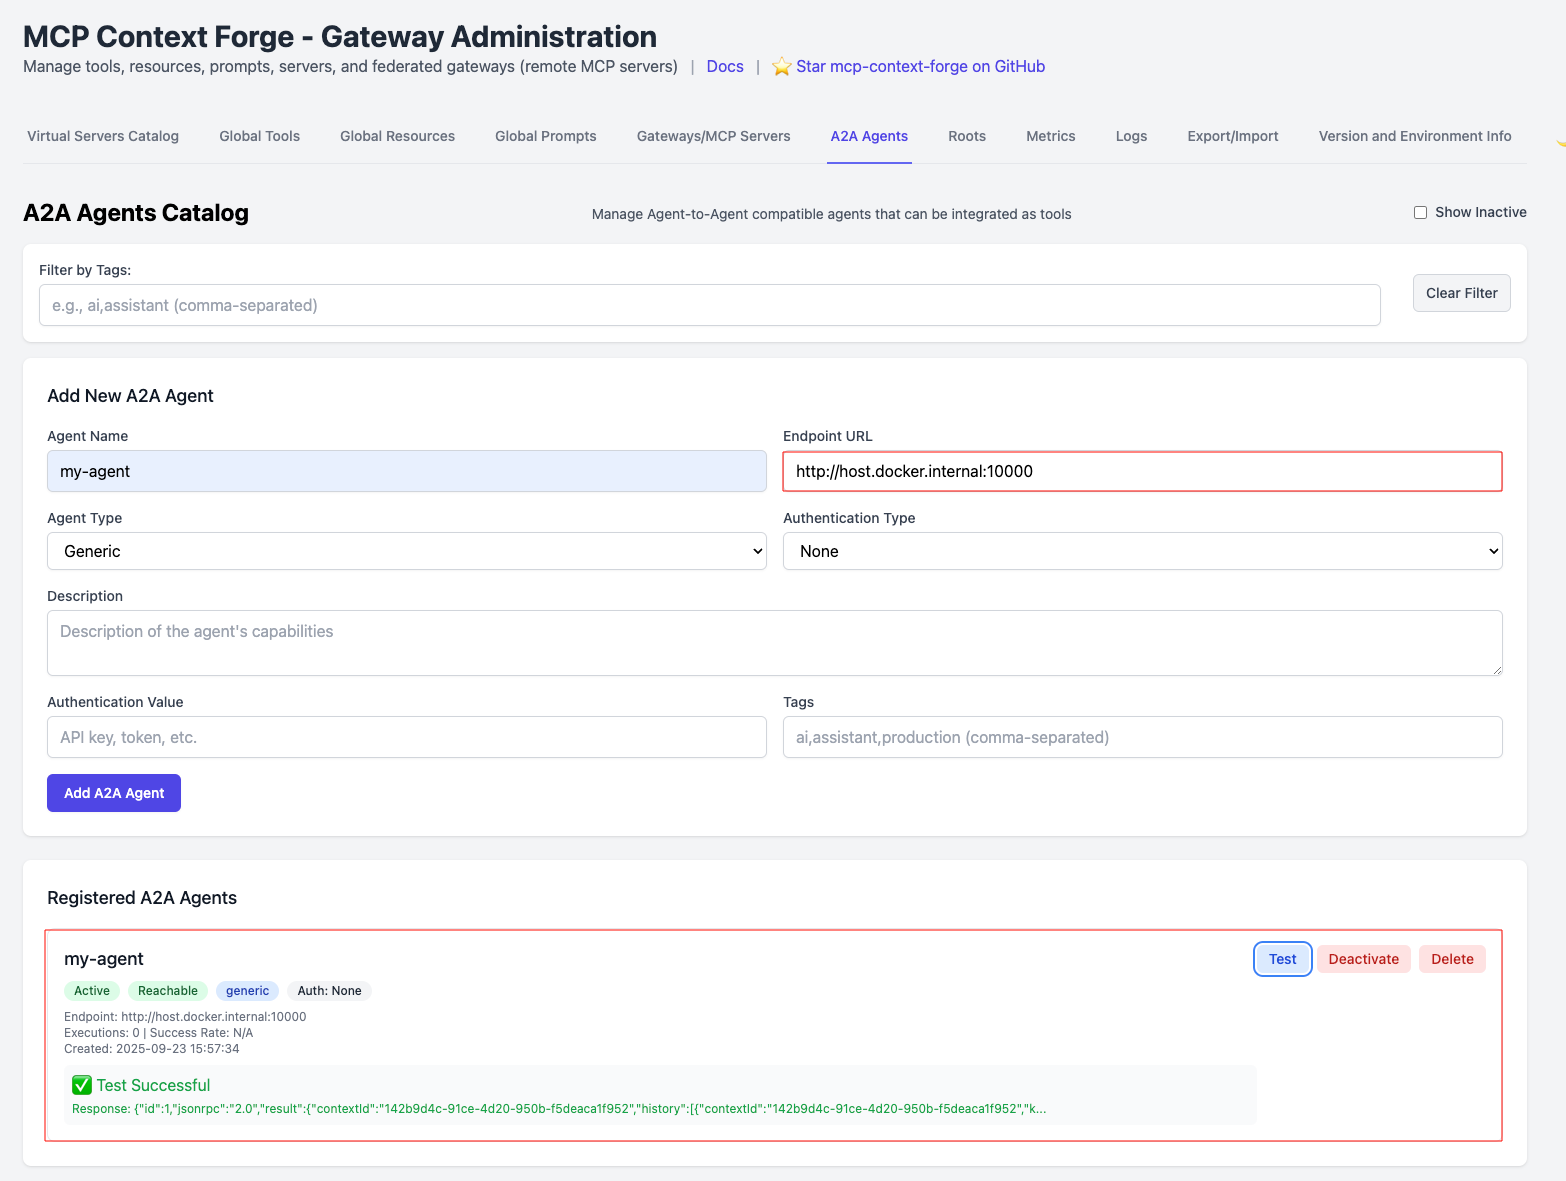 MCP Context Forge - Gateway Administration
Manage tools, resources, prompts, servers, and federated gateways (remote MCP servers) | Docs | ⭐ Star mcp-context-forge on GitHub
Virtual Servers Catalog Global Tools Global Resources Global Prompts Gateways/MCP Servers A2A Agents Roots Metrics Logs Export/Import Version and Environment Info
A2A Agents Catalog Manage Agent-to-Agent compatible agents that can be integrated as tools Show Inactive
Filter by Tags:
e.g., ai,assistant (comma-separated) Clear Filter
Add New A2A Agent
Agent Name Endpoint URL
my-agent http://host.docker.internal:10000
Agent Type Authentication Type
Generic None
Description
Description of the agent's capabilities
Authentication Value Tags
API key, token, etc. ai,assistant,production (comma-separated)
Add A2A Agent
Registered A2A Agents
my-agent Test Deactivate Delete
Active Reachable generic Auth: None
Endpoint: http://host.docker.internal:10000
Executions: 0 | Success Rate: N/A
Created: 2025-09-23 15:57:34
✅ Test Successful
Response: {"id":1,"jsonrpc":"2.0","result":{"contextId":"142b9d4c-91ce-4d20-950b-f5deaca1f952","history":[{"contextId":"142b9d4c-91ce-4d20-950b-f5deaca1f952","k...